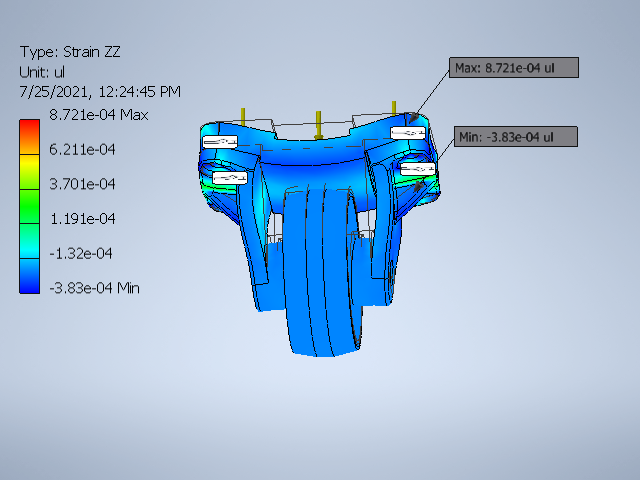 Type: Strain ZZ
Unit: ul
7/25/2021, 12:24:45 PM
8.721e-04 Max
6.211e-04
3.701e-04
1.191e-04
-1.32e-04
-3.83e-04 Min
Max: 8.721e-04 ul
Min: -3.83e-04 ul